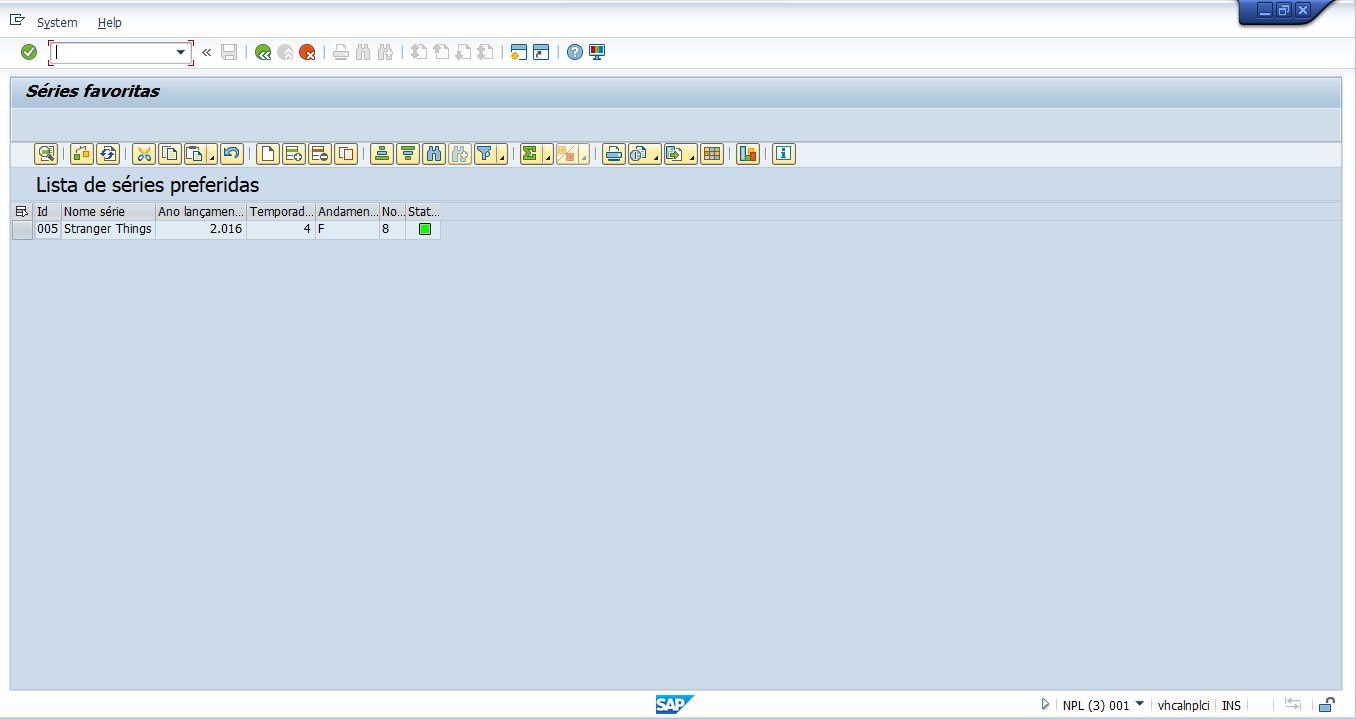 System Help
Séries favoritas
Lista de séries preferidas
Id Nome série Ano lançamen... Temporad... Andamen... No... Stat...
005 Stranger Things 2.016 4 F 8
SAP
NPL (3) 001 vhcalnplci INS